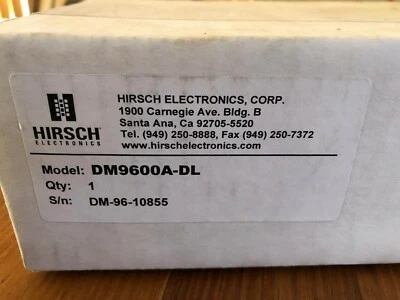 HIRSCH ELECTRONICS, CORP.
1900 Carnegie Ave. Bldg. B
Santa Ana, Ca 92705-5520
Tel. (949) 250-8888, Fax (949) 250-7372
www.hirschelectronics.com
HIRSCH
ELECTRONICS
Model: DM9600A-DL
Qty: 1
S/n: DM-96-10855